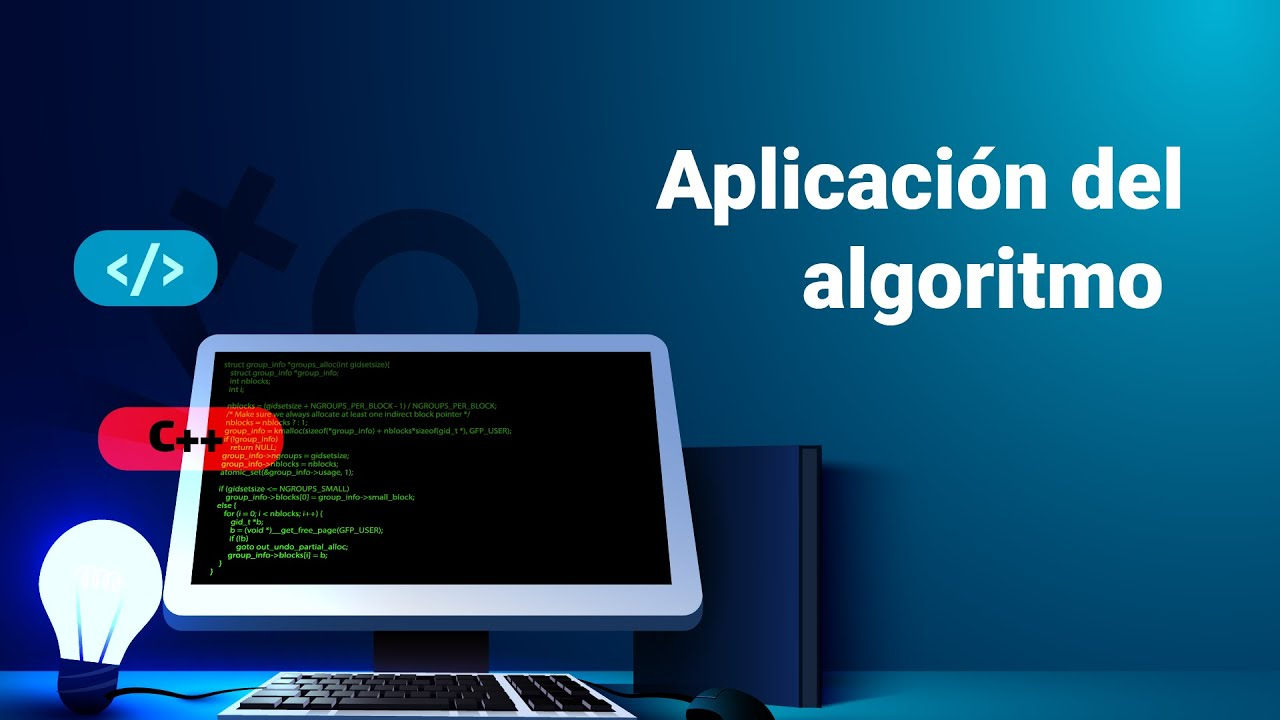 Aplicación del
algoritmo
</>
C++
struct group_info *groups_alloc(int gidsetsize){
struct group_info *group_info;
int nblocks;
int i;
nblocks = (gidsetsize + NGROUPS_PER_BLOCK - 1) / NGROUPS_PER_BLOCK;
/* Make sure we always allocate at least one indirect block pointer */
nblocks = nblocks ? : 1;
group_info = kmalloc(sizeof(*group_info) + nblocks*sizeof(gid_t *), GFP_USER);
if (!group_info)
return NULL;
group_info->ngroups = gidsetsize;
group_info->nblocks = nblocks;
atomic_set(&group_info->usage, 1);
if (gidsetsize <= NGROUPS_SMALL)
group_info->blocks[0] = group_info->small_block;
else {
for (i = 0; i < nblocks; i++) {
gid_t *b;
b = (void *)__get_free_page(GFP_USER);
if (!b)
goto out_undo_partial_alloc;
group_info->blocks[i] = b;
}
}